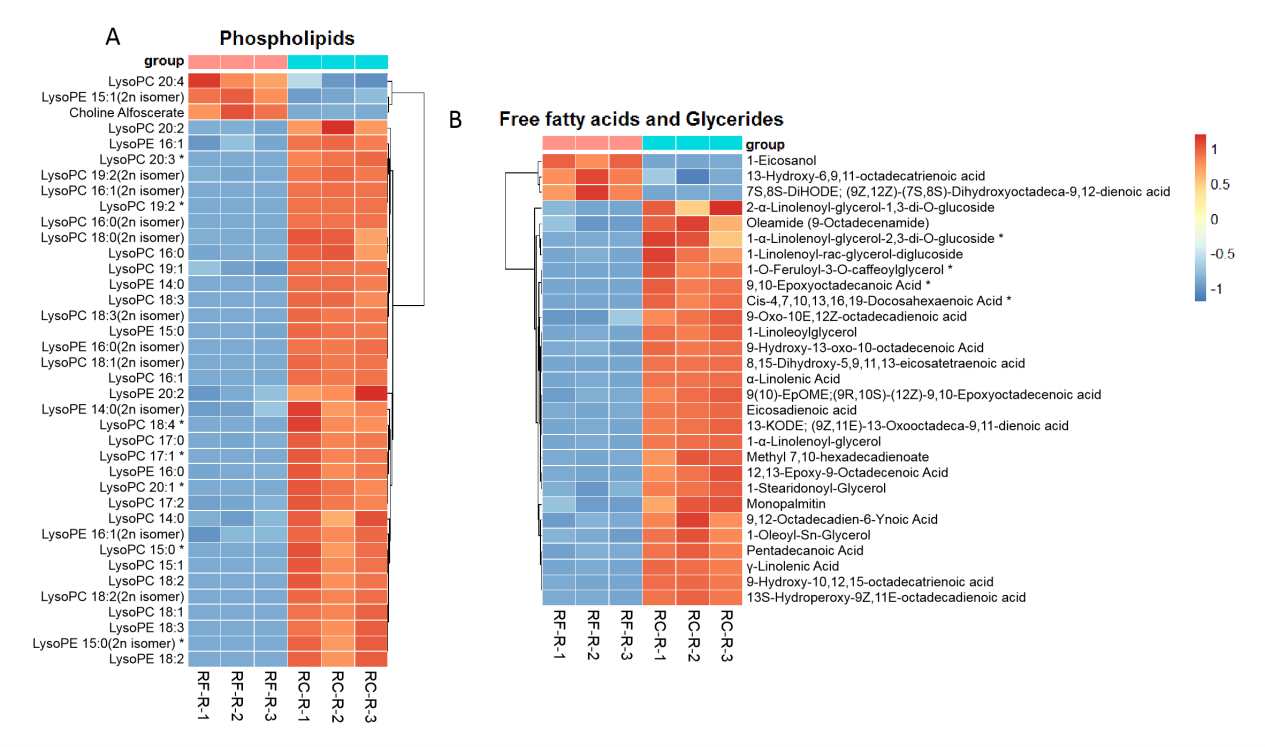 A
Phospholipids
group
LysoPC 20:4
LysoPE 15:1(2n isomer)
Choline Alfoscerate
LysoPC 20:2
LysoPE 16:1
LysoPC 20:3 *
LysoPC 19:2(2n isomer)
LysoPC 16:1(2n isomer)
LysoPC 19:2 *
LysoPC 16:0(2n isomer)
LysoPC 18:0(2n isomer)
LysoPC 16:0
LysoPC 19:1
LysoPE 14:0
LysoPC 18:3
LysoPC 18:3(2n isomer)
LysoPE 15:0
LysoPE 16:0(2n isomer)
LysoPC 18:1(2n isomer)
LysoPC 16:1
LysoPE 20:2
LysoPE 14:0(2n isomer)
LysoPC 18:4 *
LysoPC 17:0
LysoPC 17:1 *
LysoPE 16:0
LysoPC 20:1 *
LysoPC 17:2
LysoPC 14:0
LysoPE 16:1(2n isomer)
LysoPC 15:0 *
LysoPC 15:1
LysoPC 18:2
LysoPC 18:2(2n isomer)
LysoPC 18:1
LysoPE 18:3
LysoPE 15:0(2n isomer) *
LysoPE 18:2
RF-R-1
RF-R-2
RF-R-3
RC-R-1
RC-R-2
RC-R-3
B
Free fatty acids and Glycerides
group
1-Eicosanol
13-Hydroxy-6,9,11-octadecatrienoic acid
7S,8S-DiHODE; (9Z,12Z)-(7S,8S)-Dihydroxyoctadeca-9,12-dienoic acid
2-α-Linolenoyl-glycerol-1,3-di-O-glucoside
Oleamide (9-Octadecenamide)
1-α-Linolenoyl-glycerol-2,3-di-O-glucoside *
1-Linolenoyl-rac-glycerol-diglucoside
1-O-Feruloyl-3-O-caffeoylglycerol *
9,10-Epoxyoctadecanoic Acid *
Cis-4,7,10,13,16,19-Docosahexaenoic Acid *
9-Oxo-10E,12Z-octadecadienoic acid
1-Linoleoylglycerol
9-Hydroxy-13-oxo-10-octadecenoic Acid
8,15-Dihydroxy-5,9,11,13-eicosatetraenoic acid
α-Linolenic Acid
9(10)-EpOME;(9R,10S)-(12Z)-9,10-Epoxyoctadecenoic acid
Eicosadienoic acid
13-KODE; (9Z,11E)-13-Oxooctadeca-9,11-dienoic acid
1-α-Linolenoyl-glycerol
Methyl 7,10-hexadecadienoate
12,13-Epoxy-9-Octadecenoic Acid
1-Stearidonoyl-Glycerol
Monopalmitin
9,12-Octadecadien-6-Ynoic Acid
1-Oleoyl-Sn-Glycerol
Pentadecanoic Acid
γ-Linolenic Acid
9-Hydroxy-10,12,15-octadecatrienoic acid
13S-Hydroperoxy-9Z,11E-octadecadienoic acid
RF-R-1
RF-R-2
RF-R-3
RC-R-1
RC-R-2
RC-R-3
1
0.5
0
-0.5
-1